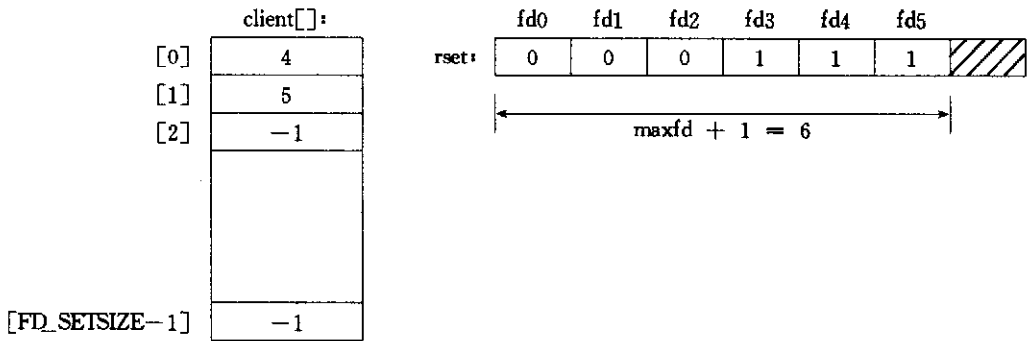 client[]:
[0] 4
[1] 5
[2] −1
[FD_SETSIZE−1] −1
fd0 fd1 fd2 fd3 fd4 fd5
rset: 0 0 0 1 1 1
maxfd + 1 = 6